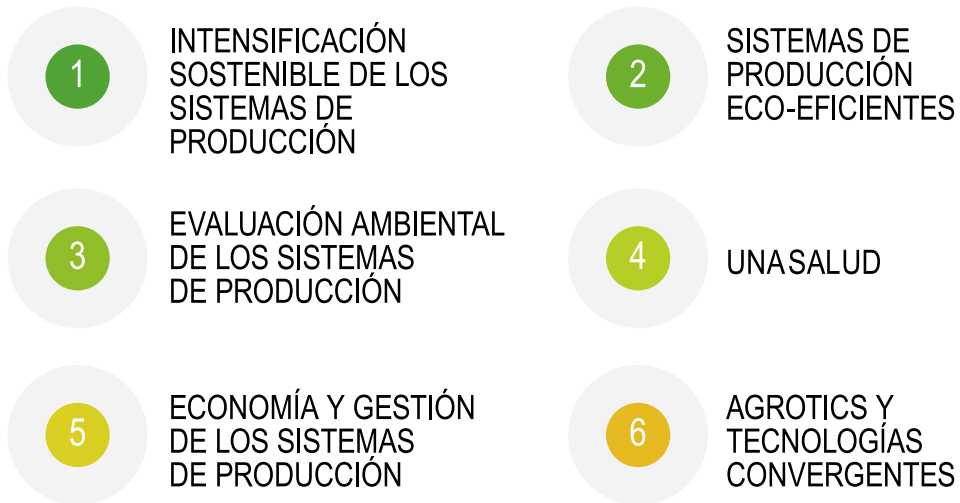 1
INTENSIFICACIÓN
SOSTENIBLE DE LOS
SISTEMAS DE
PRODUCCIÓN
2
SISTEMAS DE
PRODUCCIÓN
ECO-EFICIENTES
3
EVALUACIÓN AMBIENTAL
DE LOS SISTEMAS
DE PRODUCCIÓN
4
UNA SALUD
5
ECONOMÍA Y GESTIÓN
DE LOS SISTEMAS
DE PRODUCCIÓN
6
AGROTICS Y
TECNOLOGÍAS
CONVERGENTES